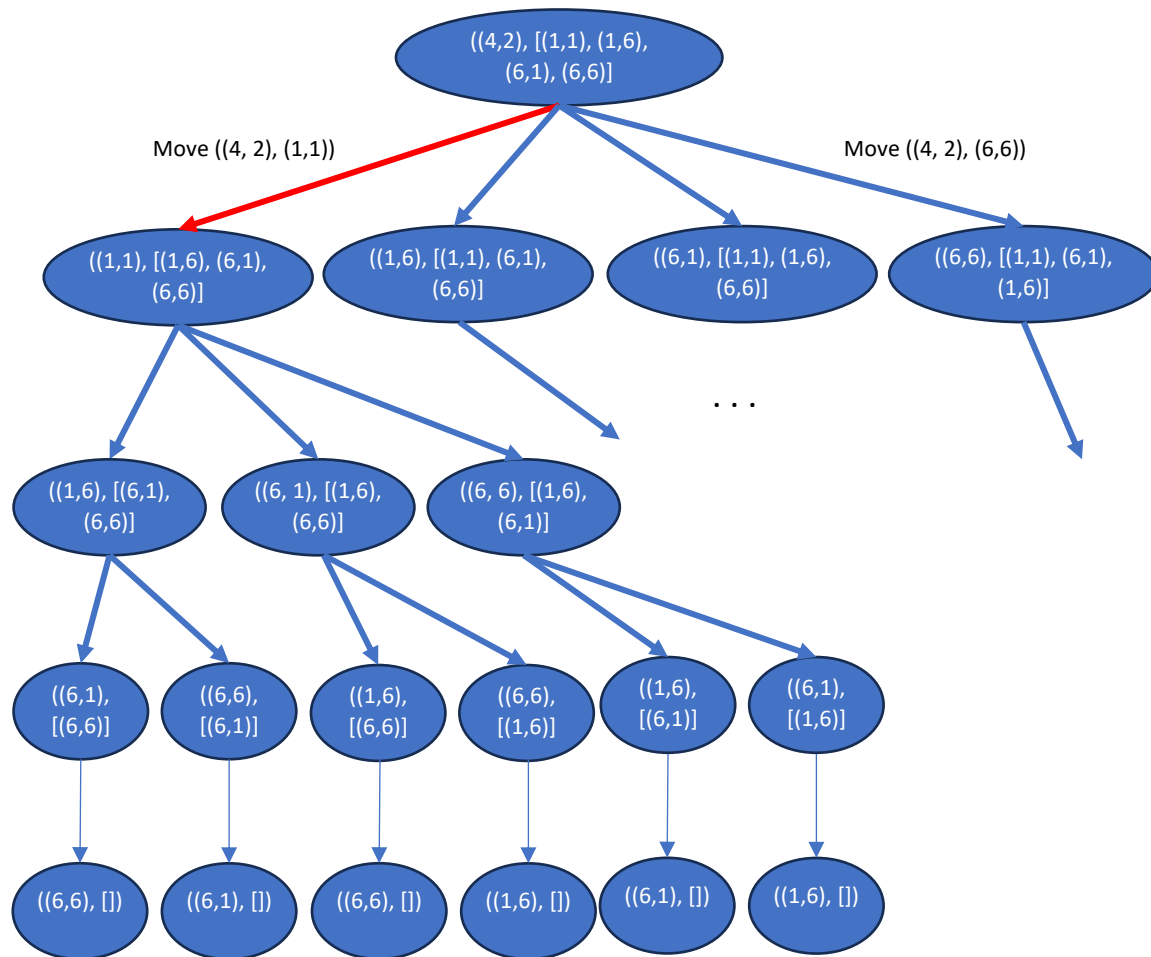 ((4,2), [(1,1), (1,6),
(6,1), (6,6)]
Move ((4, 2), (1,1))
Move ((4, 2), (6,6))
((1,1), [(1,6), (6,1),
(6,6)]
((1,6), [(1,1), (6,1),
(6,6)]
((6,1), [(1,1), (1,6),
(6,6)]
((6,6), [(1,1), (6,1),
(1,6)]
. . .
((1,6), [(6,1),
(6,6)]
((6, 1), [(1,6),
(6,6)]
((6, 6), [(1,6),
(6,1)]
((6,1),
[(6,6)]
((6,6),
[(6,1)]
((1,6),
[(6,6)]
((6,6),
[(1,6)]
((1,6),
[(6,1)]
((6,1),
[(1,6)]
((6,6), [])
((6,1), [])
((6,6), [])
((1,6), [])
((6,1), [])
((1,6), [])